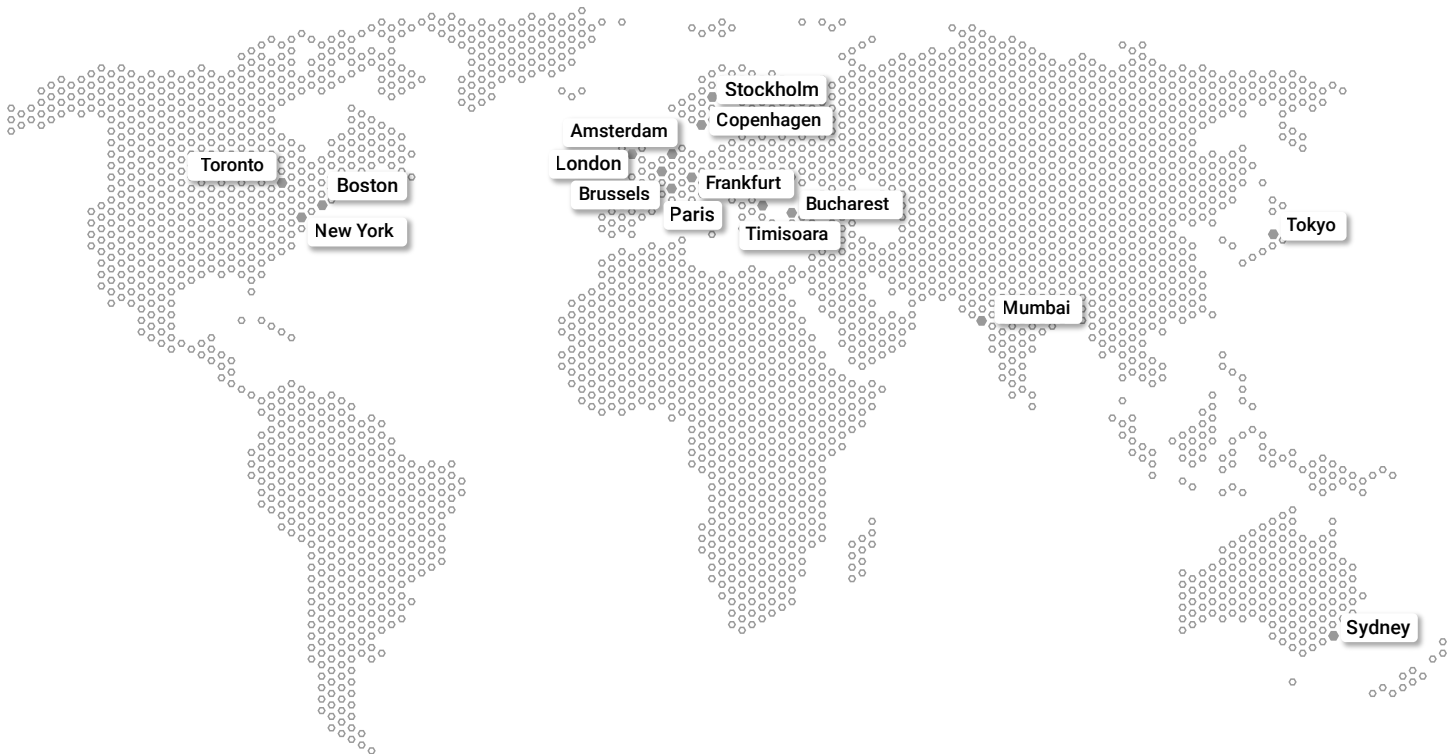 Stockholm
Copenhagen
Amsterdam
London
Toronto
Boston
Brussels
Frankfurt
Bucharest
Paris
New York
Timisoara
Tokyo
Mumbai
Sydney